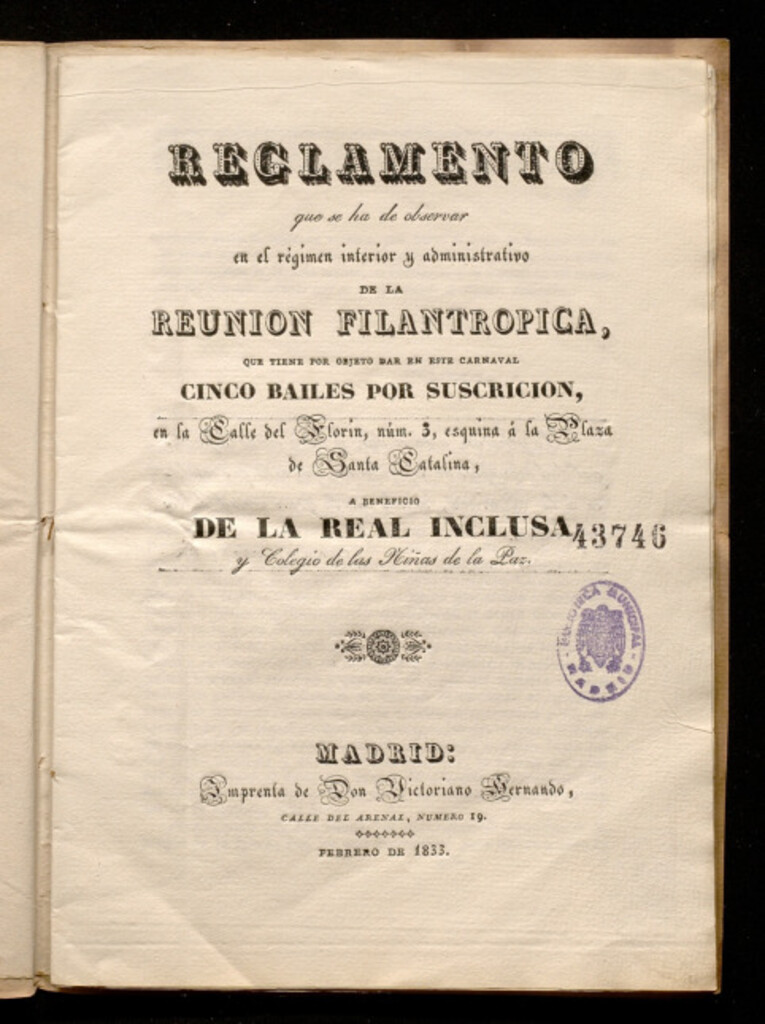 REGLAMENTO
que se ha de observar
en el régimen interior y administrativo
DE LA
REUNION FILANTROPICA,
QUE TIENE POR OBJETO DAR EN ESTE CARNAVAL
CINCO BAILES POR SUSCRICION,
en la Calle del Florin, núm. 3, esquina á la Plaza
de Santa Catalina,
A BENEFICIO
DE LA REAL INCLUSA
43746
y Colegio de las Niñas de la Paz.
BIBLIOTECA MUNICIPAL
MADRID
MADRID:
Imprenta de Don Victoriano Hernando,
CALLE DEL ARENAL, NUMERO 19.
FEBRERO DE 1833.